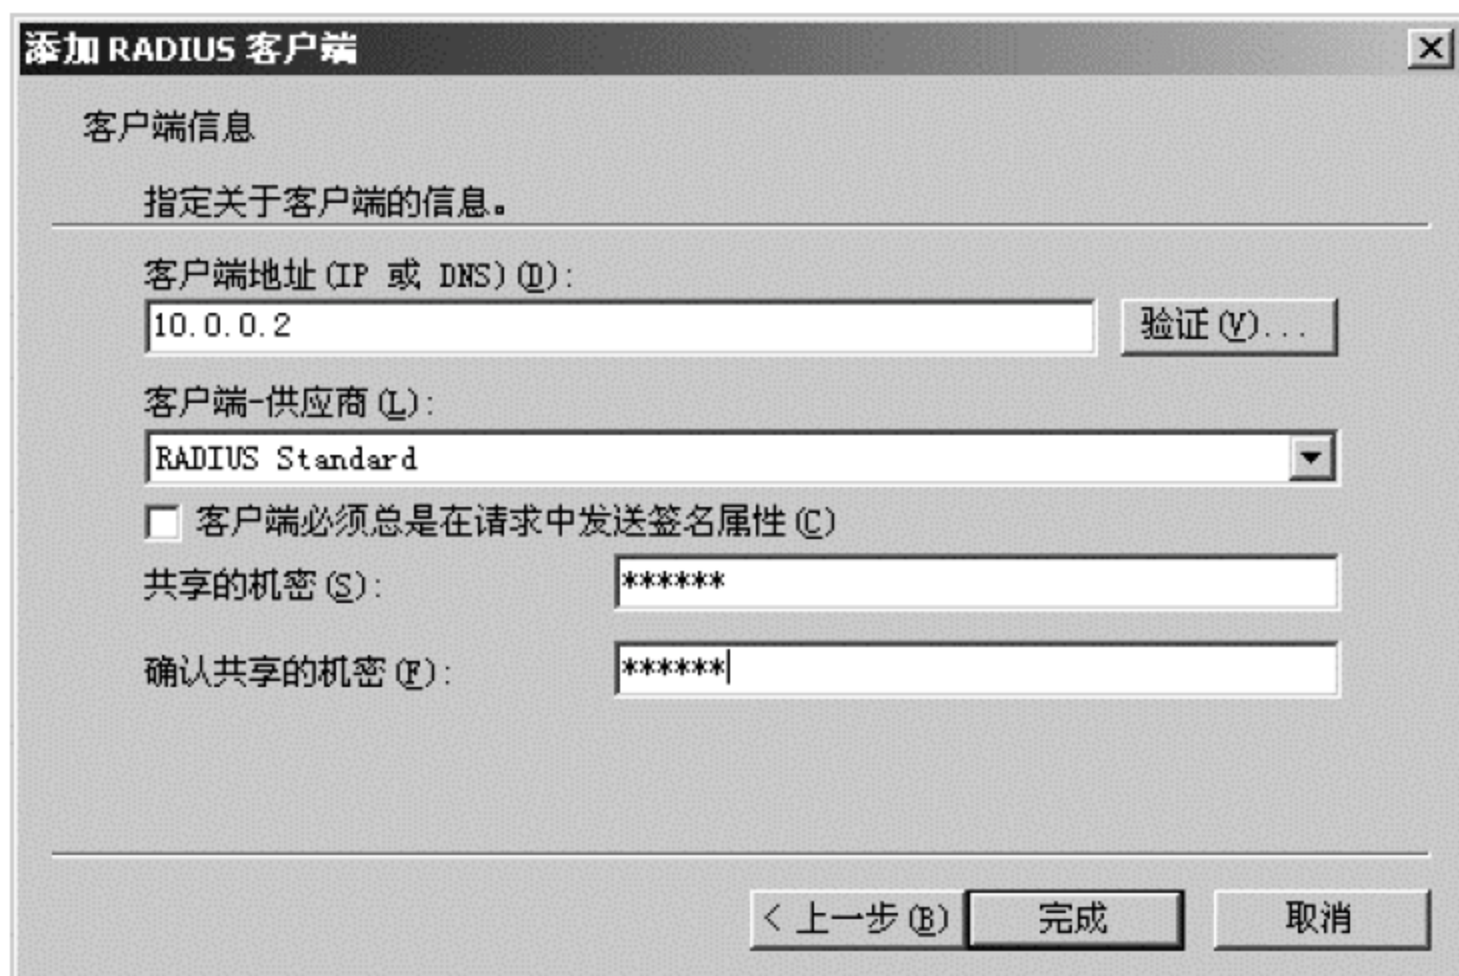 添加 RADIUS 客户端
客户端信息
指定关于客户端的信息。
客户端地址(IP 或 DNS)(D):
10.0.0.2
验证(V)...
客户端-供应商(L):
RADIUS Standard
客户端必须总是在请求中发送签名属性(C)
共享的机密(S):
******
确认共享的机密(F):
******
< 上一步(B)
完成
取消